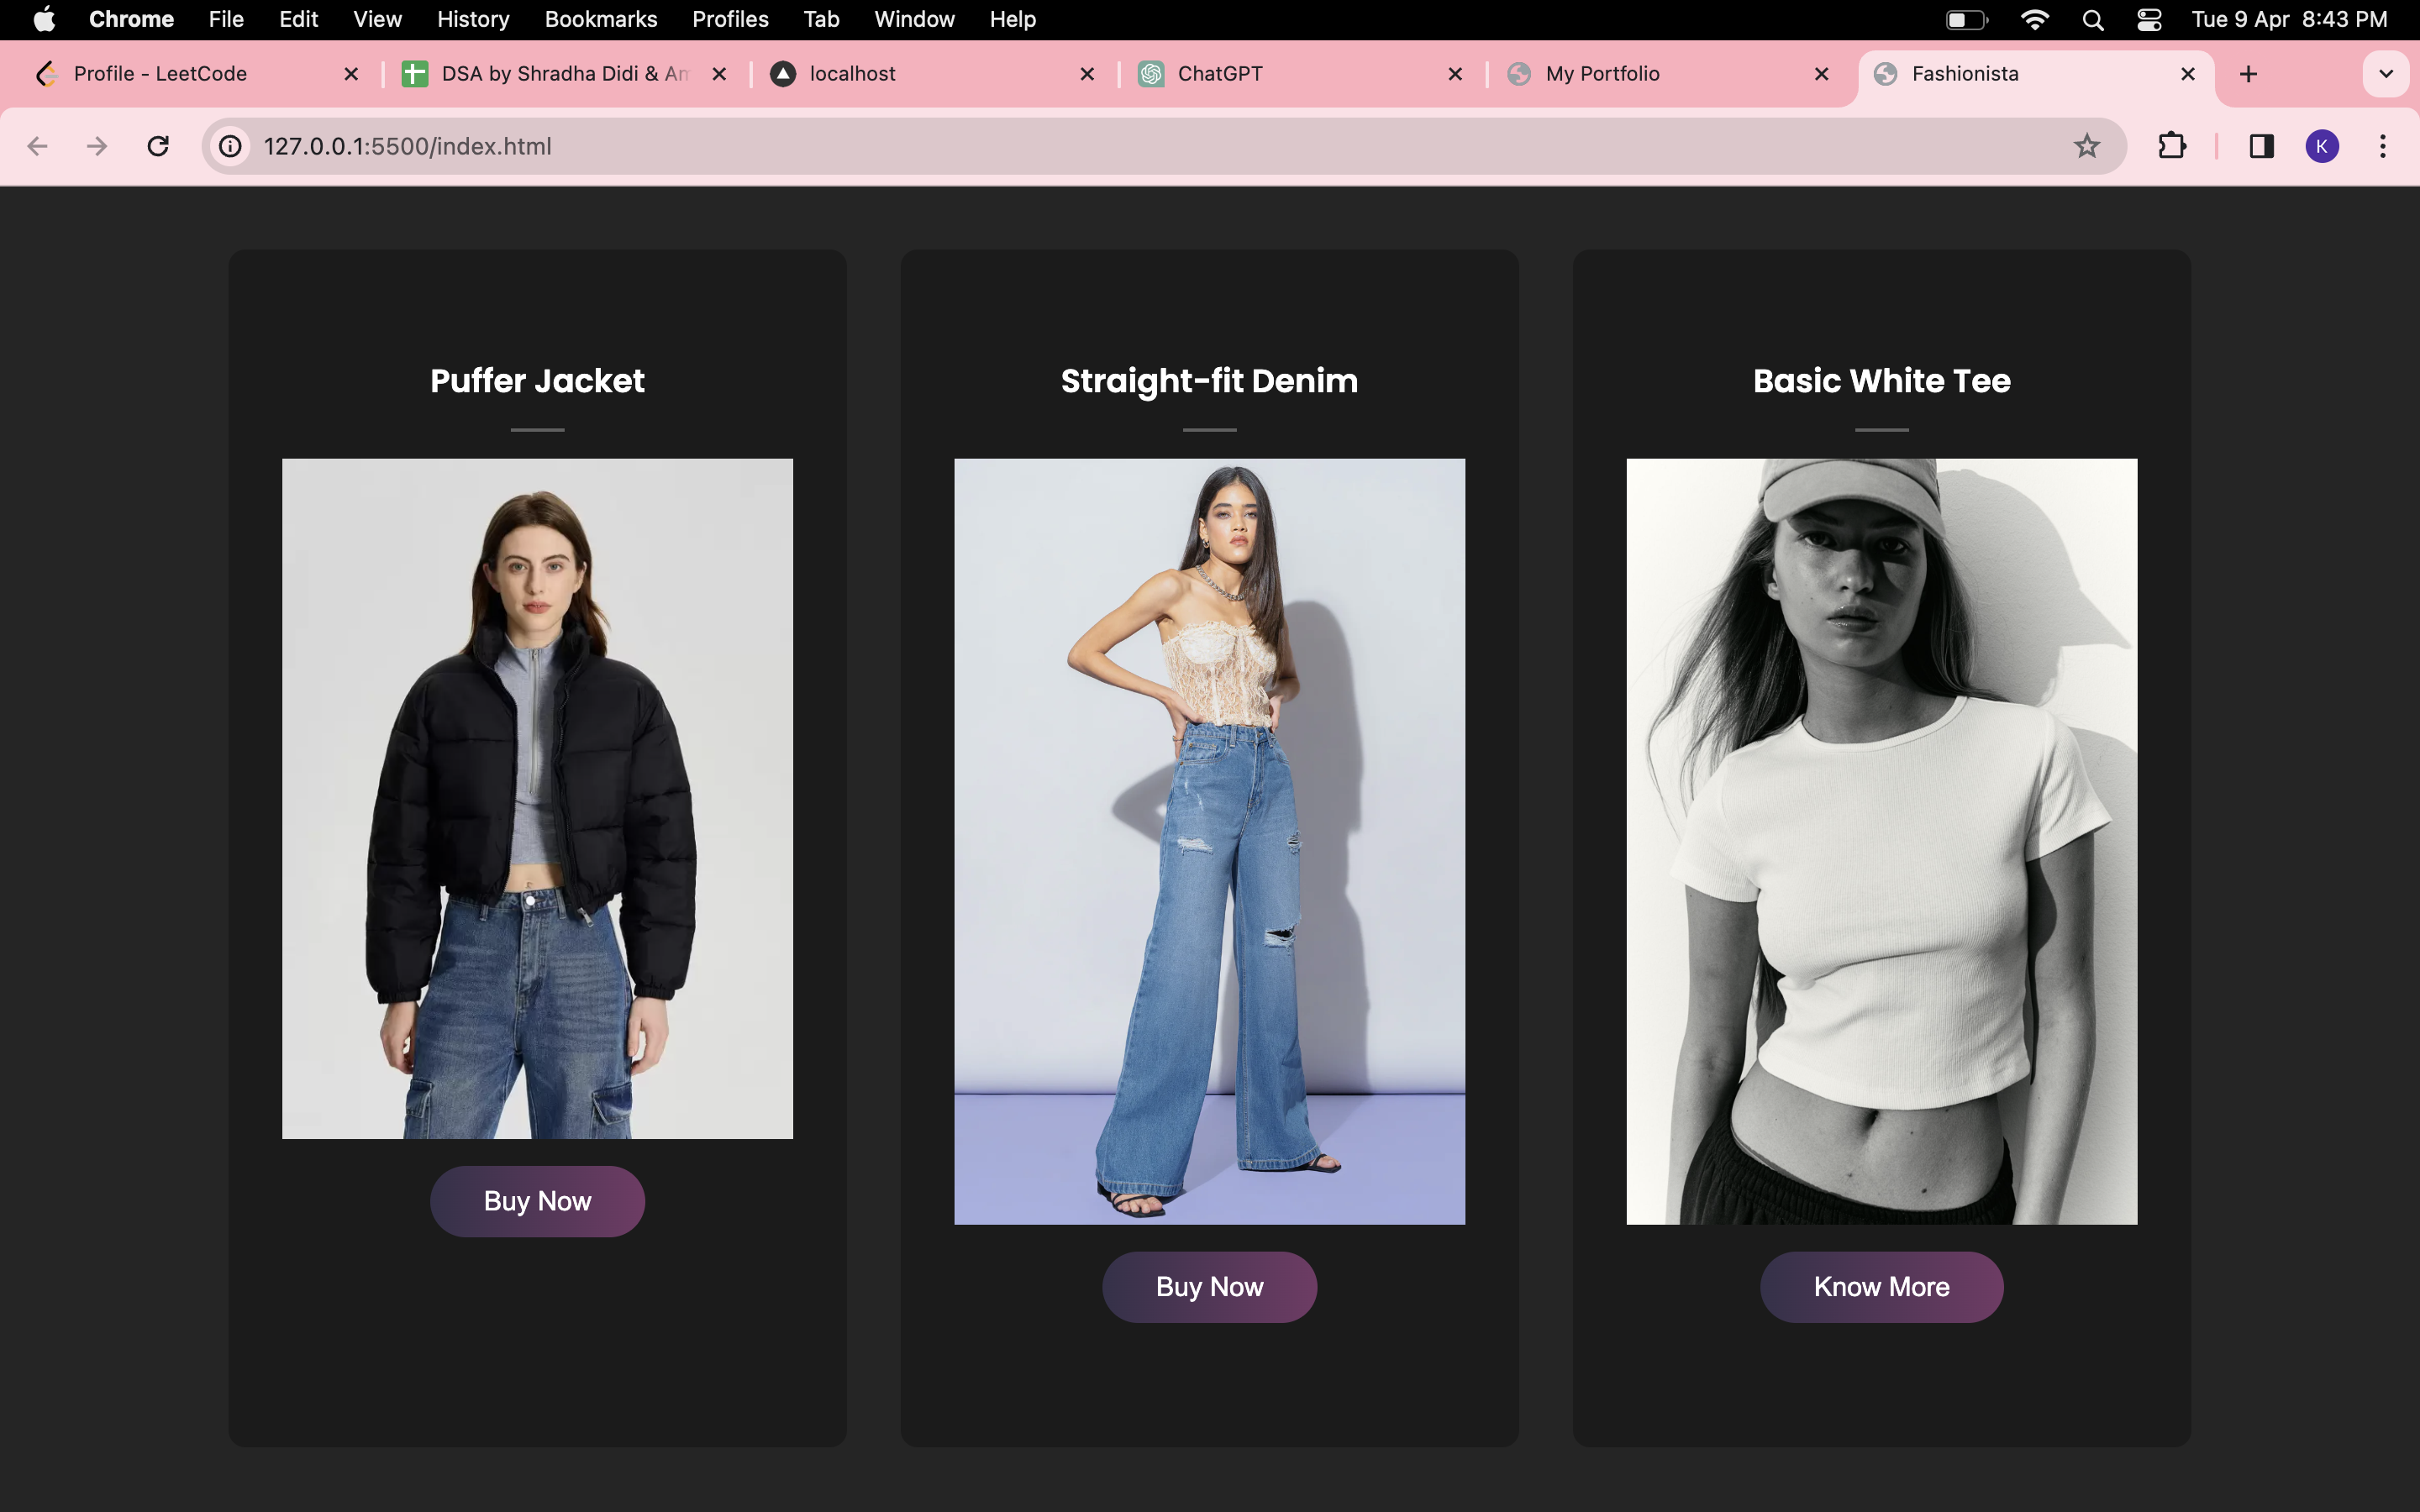 Chrome File Edit View History Bookmarks Profiles Tab Window Help Tue 9 Apr 8:43 PM
Profile - LeetCode DSA by Shradha Didi & localhost ChatGPT My Portfolio Fashionista
127.0.0.1:5500/index.html K
Puffer Jacket
Straight-fit Denim
Basic White Tee
Buy Now
Buy Now
Know More